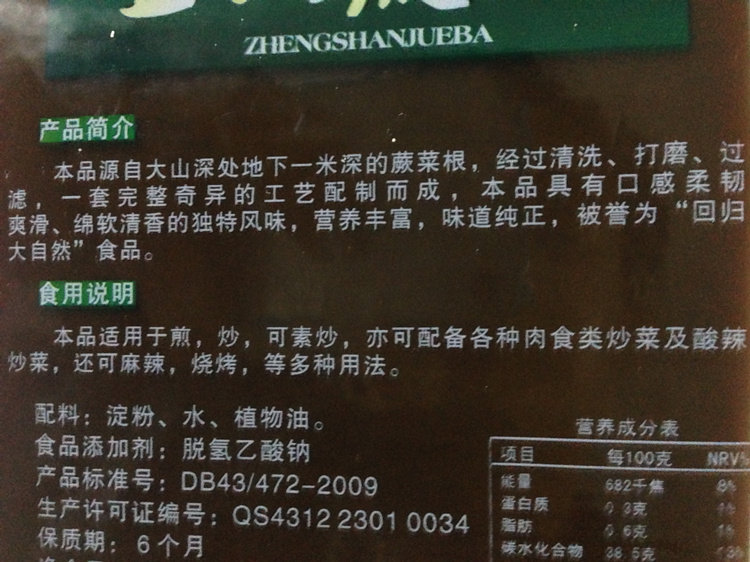 ZHENGSHANJUEBA
产品简介
本品源自大山深处地下一米深的蕨菜根，经过清洗、打磨、过
滤，一套完整奇异的工艺配制而成，本品具有口感柔韧
爽滑、绵软清香的独特风味，营养丰富，味道纯正，被誉为“回归
大自然”食品。
食用说明
本品适用于煎，炒，可素炒，亦可配备各种肉食类炒菜及酸辣
炒菜，还可麻辣，烧烤，等多种用法。
配料：淀粉、水、植物油。
食品添加剂：脱氢乙酸钠
产品标准号：DB43/472-2009
生产许可证编号：QS4312 2301 0034
保质期：6个月
营养成分表
项目 每100克 NRV%
能量 682千焦 8%
蛋白质
脂肪
碳水化合物 38.5克